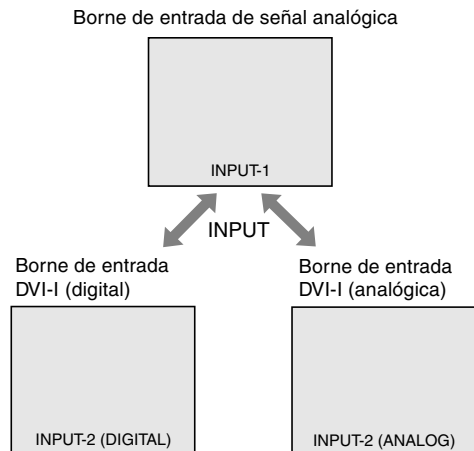 Borne de entrada de señal analógica
INPUT-1
INPUT
Borne de entrada
DVI-I (digital)
INPUT-2 (DIGITAL)
Borne de entrada
DVI-I (analógica)
INPUT-2 (ANALOG)